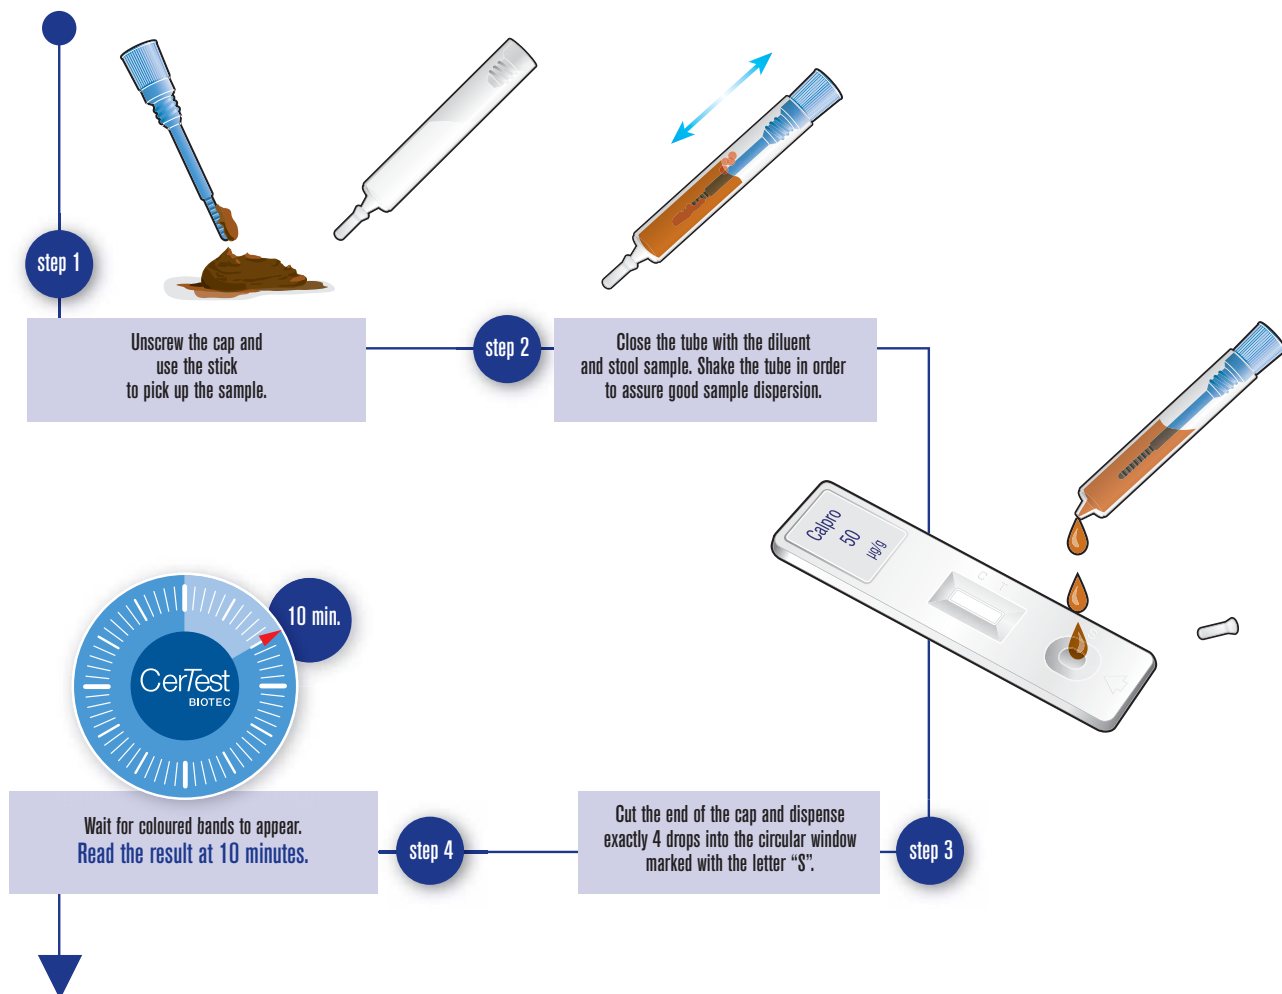 step 1
Unscrew the cap and
use the stick
to pick up the sample.
step 2
Close the tube with the diluent
and stool sample. Shake the tube in order
to assure good sample dispersion.
Calpro
50
µg/g
C T
S
step 3
Cut the end of the cap and dispense
exactly 4 drops into the circular window
marked with the letter “S”.
10 min.
CerTest
BIOTEC
step 4
Wait for coloured bands to appear.
Read the result at 10 minutes.